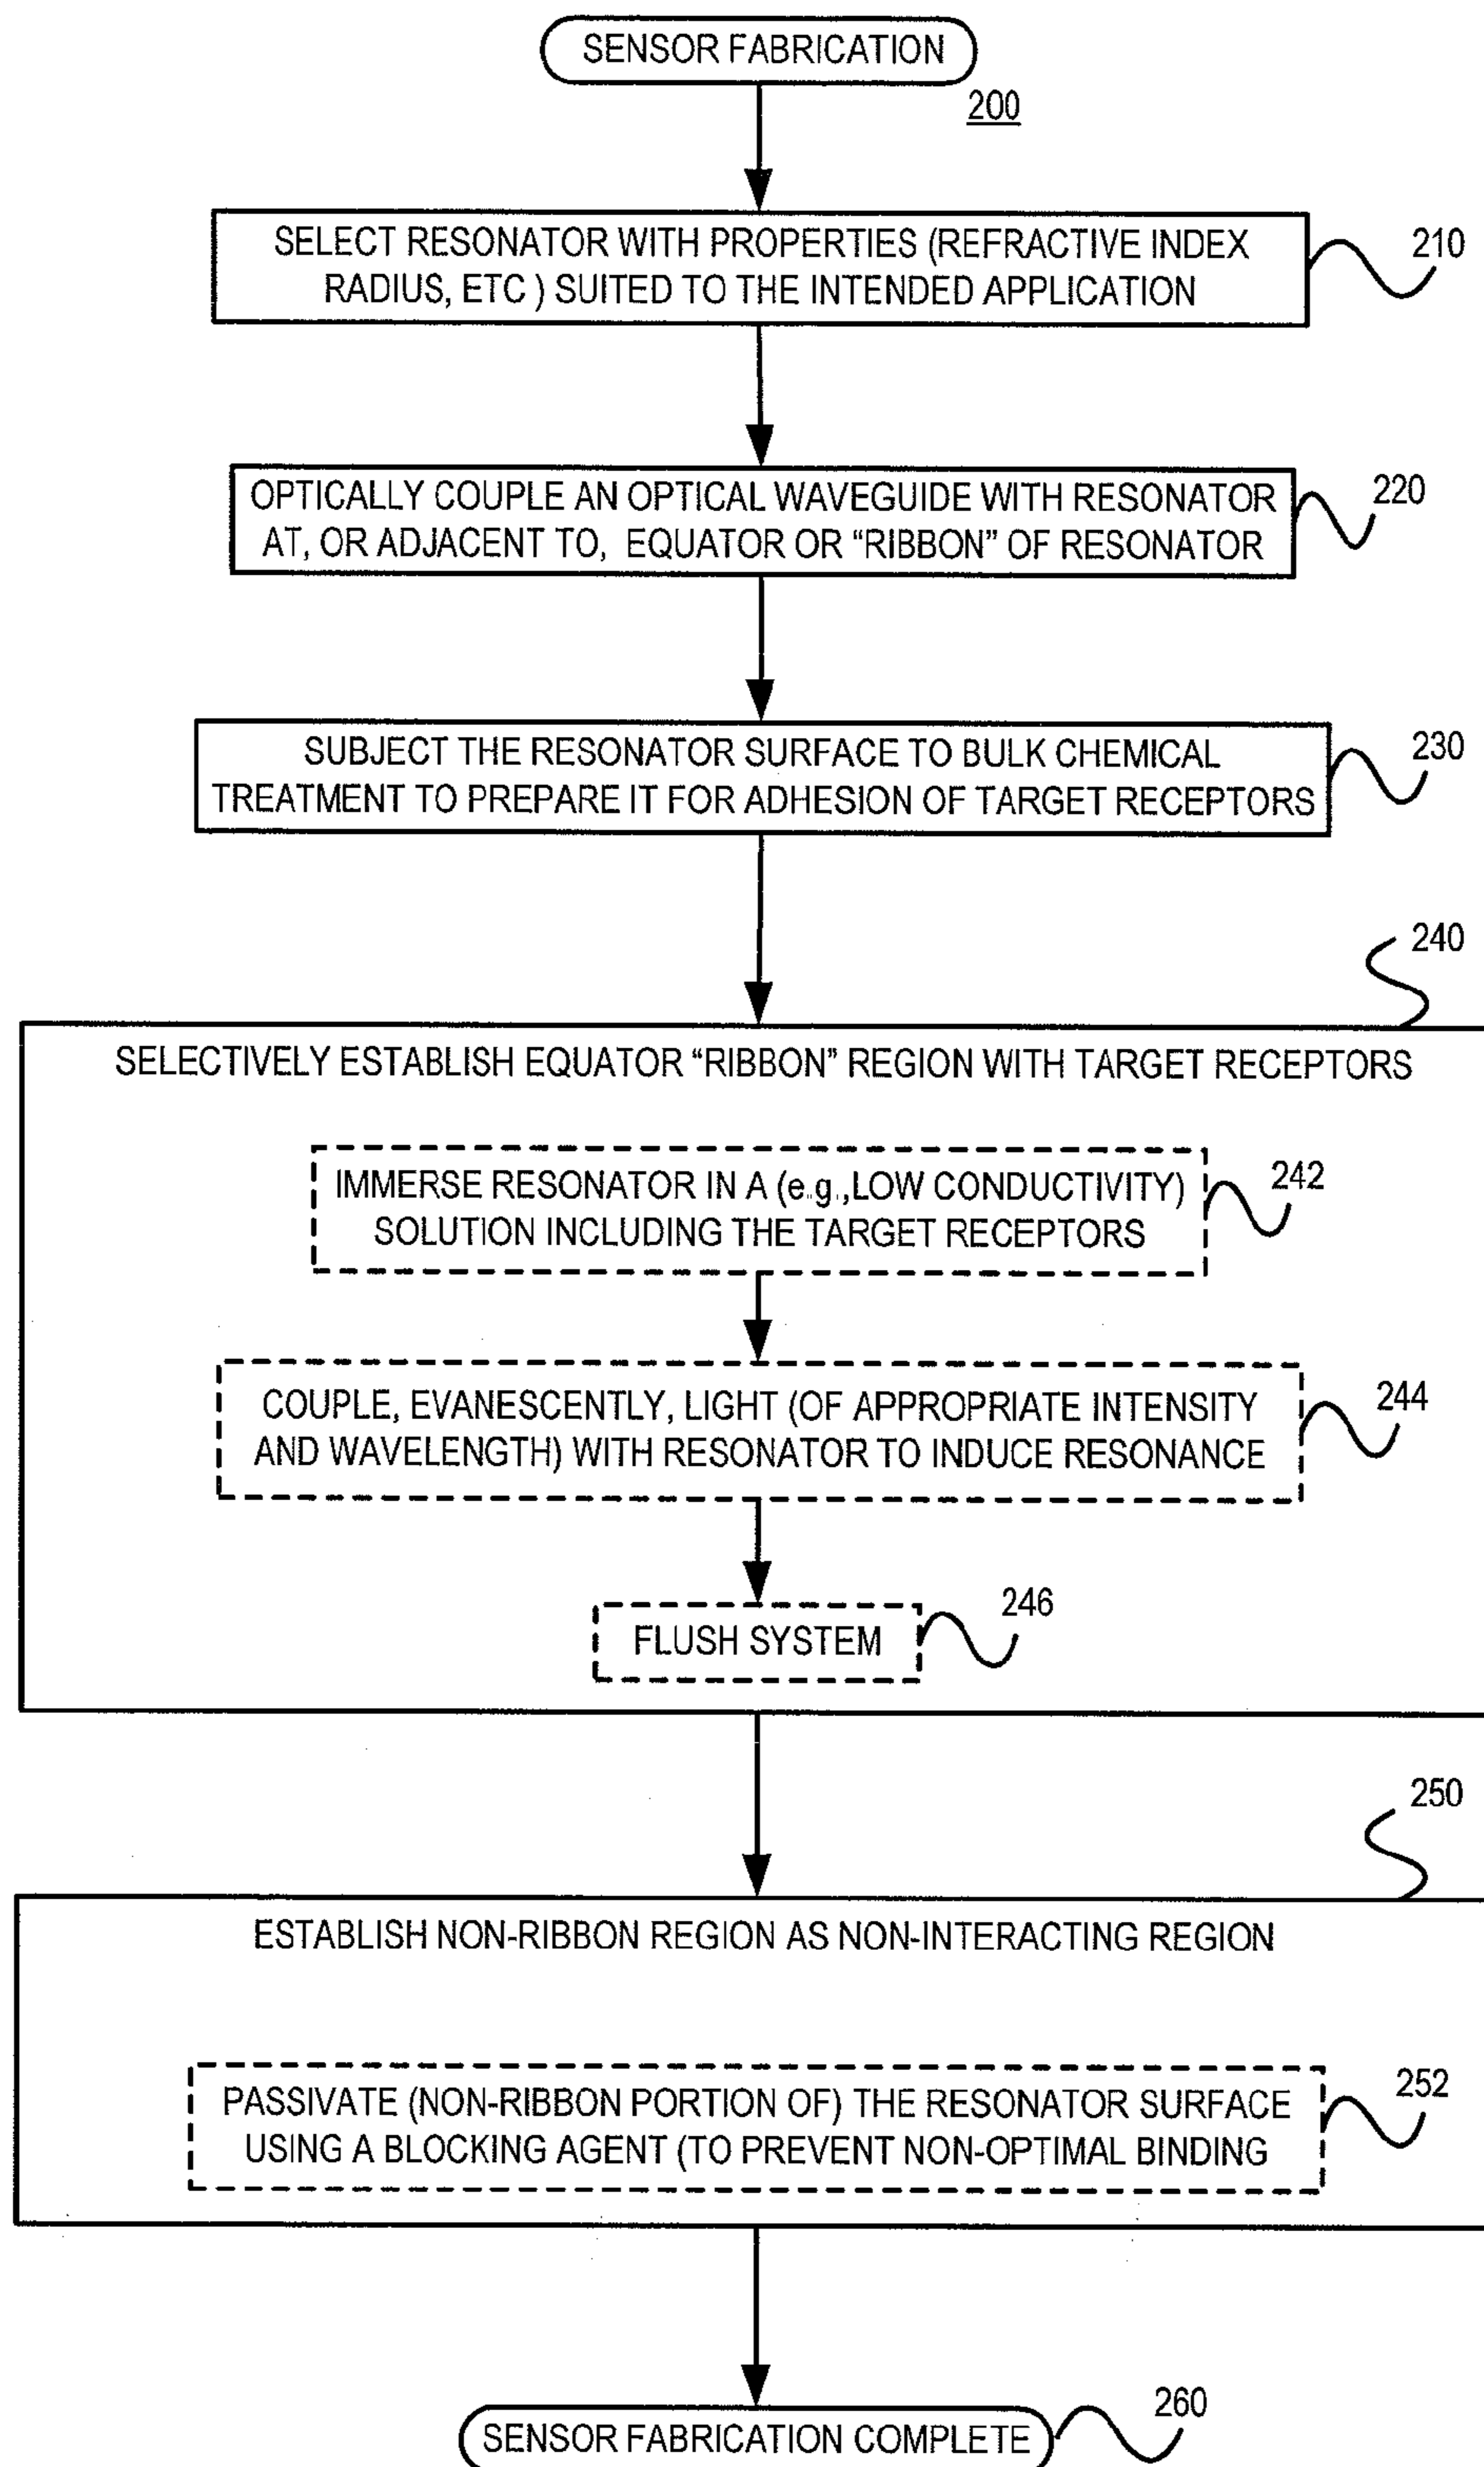 SENSOR FABRICATION
200
SELECT RESONATOR WITH PROPERTIES (REFRACTIVE INDEX
RADIUS, ETC ) SUITED TO THE INTENDED APPLICATION
210
OPTICALLY COUPLE AN OPTICAL WAVEGUIDE WITH RESONATOR
AT, OR ADJACENT TO, EQUATOR OR “RIBBON” OF RESONATOR
220
SUBJECT THE RESONATOR SURFACE TO BULK CHEMICAL
TREATMENT TO PREPARE IT FOR ADHESION OF TARGET RECEPTORS
230
240
SELECTIVELY ESTABLISH EQUATOR “RIBBON” REGION WITH TARGET RECEPTORS
IMMERSE RESONATOR IN A (e.g.,LOW CONDUCTIVITY)
SOLUTION INCLUDING THE TARGET RECEPTORS
242
COUPLE, EVANESCENTLY, LIGHT (OF APPROPRIATE INTENSITY
AND WAVELENGTH) WITH RESONATOR TO INDUCE RESONANCE
244
FLUSH SYSTEM
246
250
ESTABLISH NON-RIBBON REGION AS NON-INTERACTING REGION
PASSIVATE (NON-RIBBON PORTION OF) THE RESONATOR SURFACE
USING A BLOCKING AGENT (TO PREVENT NON-OPTIMAL BINDING
252
SENSOR FABRICATION COMPLETE
260